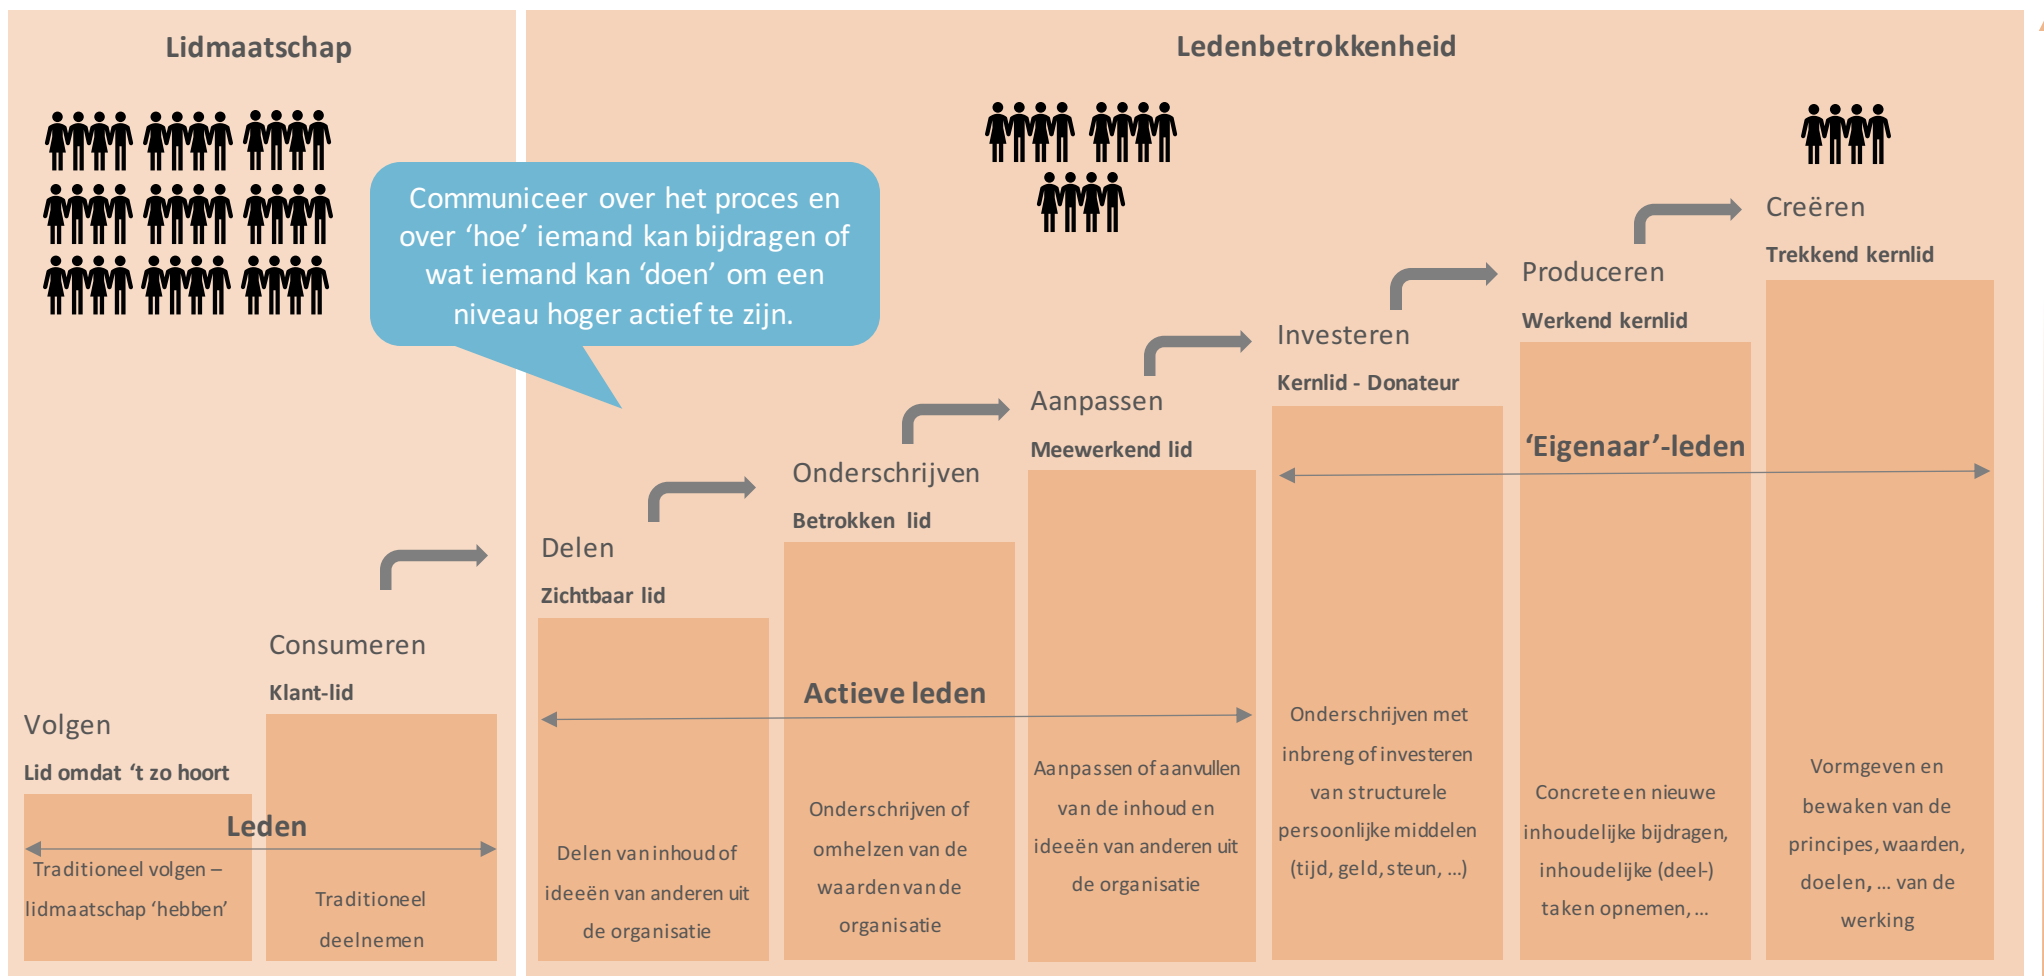 Lidmaatschap
Ledenbetrokkenheid
Communiceer over het proces en
over ‘hoe’ iemand kan bijdragen of
wat iemand kan ‘doen’ om een
niveau hoger actief te zijn.
Volgen
Lid omdat ‘t zo hoort
Consumeren
Klant-lid
Leden
Traditioneel volgen –
lidmaatschap ‘hebben’
Traditioneel
deelnemen
Delen
Zichtbaar lid
Onderschrijven
Betrokken lid
Aanpassen
Meewerkend lid
Actieve leden
Delen van inhoud of
ideeën van anderen uit
de organisatie
Onderschrijven of
omhelzen van de
waarden van de
organisatie
Aanpassen of aanvullen
van de inhoud en
ideeën van anderen uit
de organisatie
Investeren
Kernlid - Donateur
Produceren
Werkend kernlid
Creëren
Trekkend kernlid
‘Eigenaar’-leden
Onderschrijven met
inbreng of investeren
van structurele
persoonlijke middelen
(tijd, geld, steun, …)
Concrete en nieuwe
inhoudelijke bijdragen,
inhoudelijke (deel-)
taken opnemen, …
Vormgeven en
bewaken van de
principes, waarden,
doelen, … van de
werking